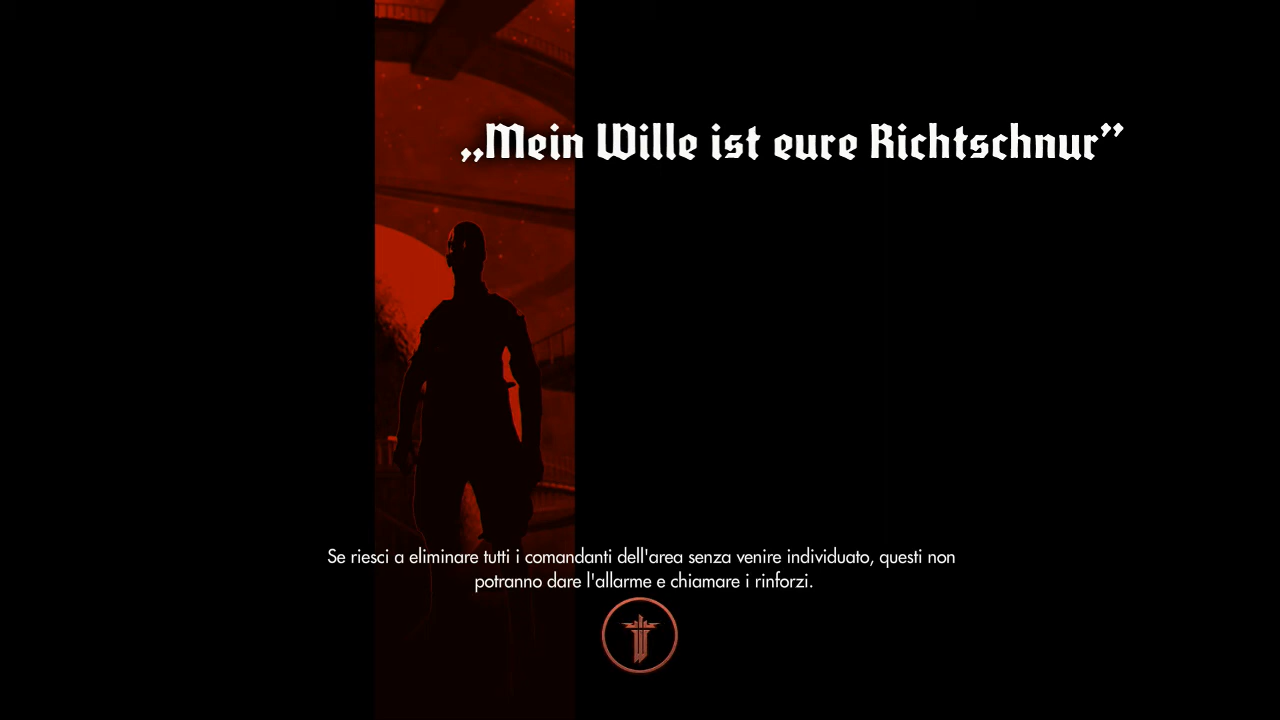 „Mein Wille ist eure Richtschnur”
Se riesci a eliminare tutti i comandanti dell'area senza venire individuato, questi non
potranno dare l'allarme e chiamare i rinforzi.